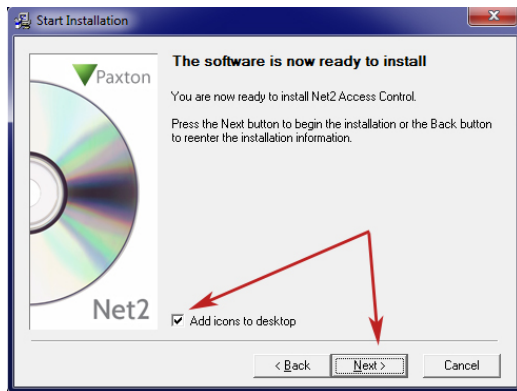 Start Installation
Paxton
The software is now ready to install
You are now ready to install Net2 Access Control.
Press the Next button to begin the installation or the Back button
to reenter the installation information.
Net2
Add icons to desktop
< Back
Next >
Cancel